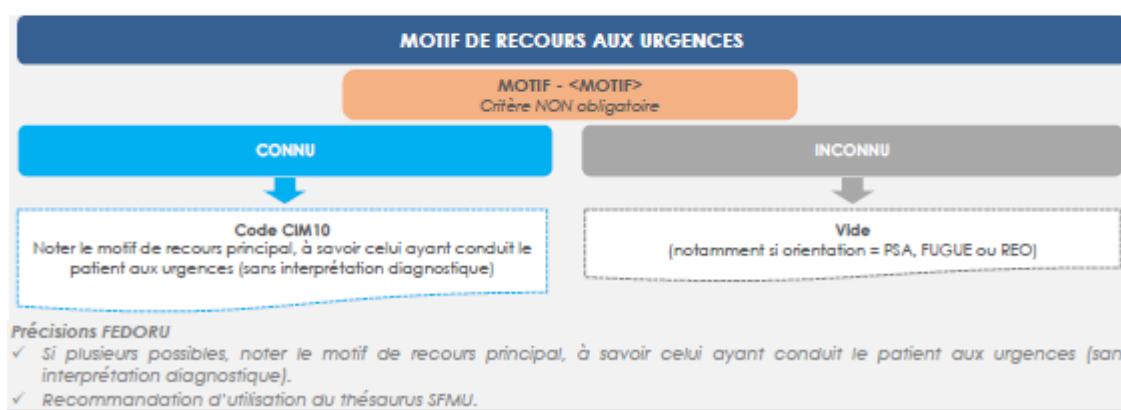 MOTIF DE RECOURS AUX URGENCES
MOTIF - <MOTIF>
Critère NON obligatoire
CONNU
INCONNU
Code CIM10
Noter le motif de recours principal, à savoir celui ayant conduit le
patient aux urgences (sans interprétation diagnostique)
Vide
(notamment si orientation = PSA, FUGUE ou REO)
Précisions FEDORU
✓ Si plusieurs possibles, noter le motif de recours principal, à savoir celui ayant conduit le patient aux urgences (san
interprétation diagnostique).
✓ Recommandation d'utilisation du thésaurus SFMU.